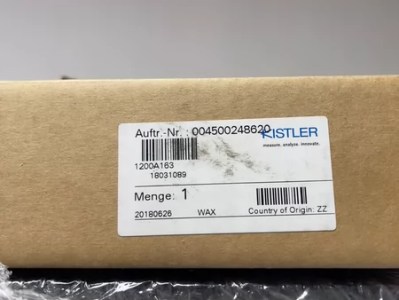 Auftr.-Nr. : 004500248620
KISTLER
measure. analyze. innovate.
1200A163
18031089
Menge: 1
20180626 WAX Country of Origin: ZZ